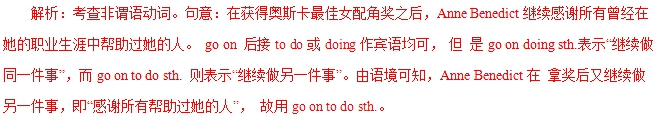 解析：考查非谓语动词。句意：在获得奥斯卡最佳女配角奖之后，Anne Benedict 继续感谢所有曾经在
她的职业生涯中帮助过她的人。 go on 后接 to do 或 doing 作宾语均可， 但 是 go on doing sth.表示“继续做
同一件事”，而 go on to do sth. 则表示“继续做另一件事”。由语境可知，Anne Benedict 在 拿奖后又继续做
另一件事，即“感谢所有帮助过她的人”， 故用 go on to do sth.。